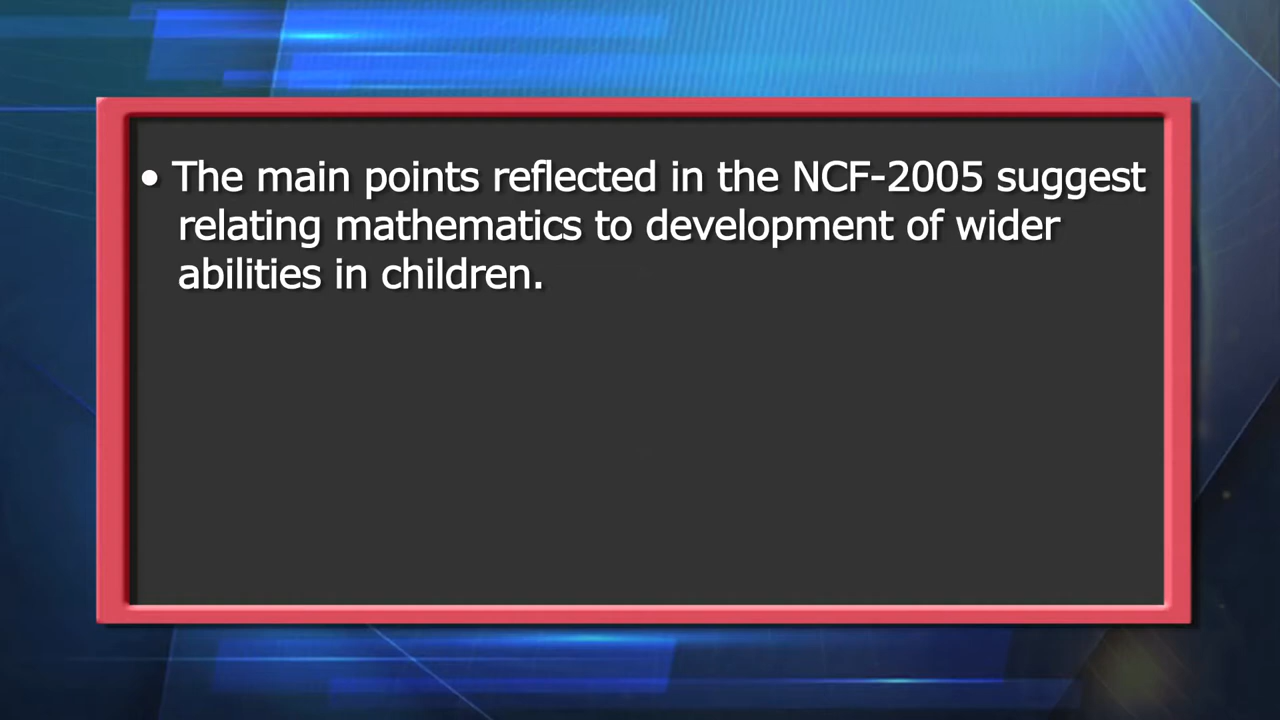 • The main points reflected in the NCF-2005 suggest
relating mathematics to development of wider
abilities in children.